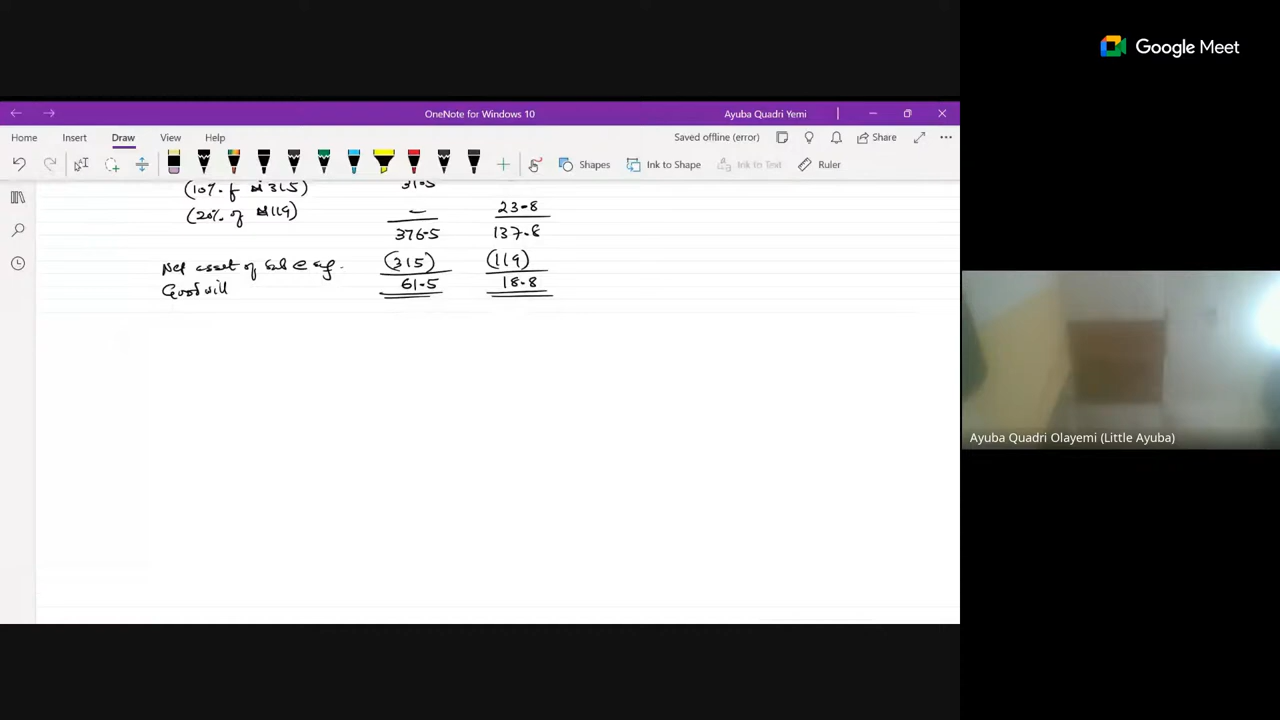 Google Meet
OneNote for Windows 10
Ayuba Quadri Yemi
Home Insert Draw View Help
Saved offline (error) Share
Shapes Ink to Shape Ink to Text Ruler
(10% of ₦315) 31.5
(20% of ₦119) – 23-8
376.5 137-8
Net asset of sub @ (315) (119)
Goodwill 61.5 18-8
Ayuba Quadri Olayemi (Little Ayuba)